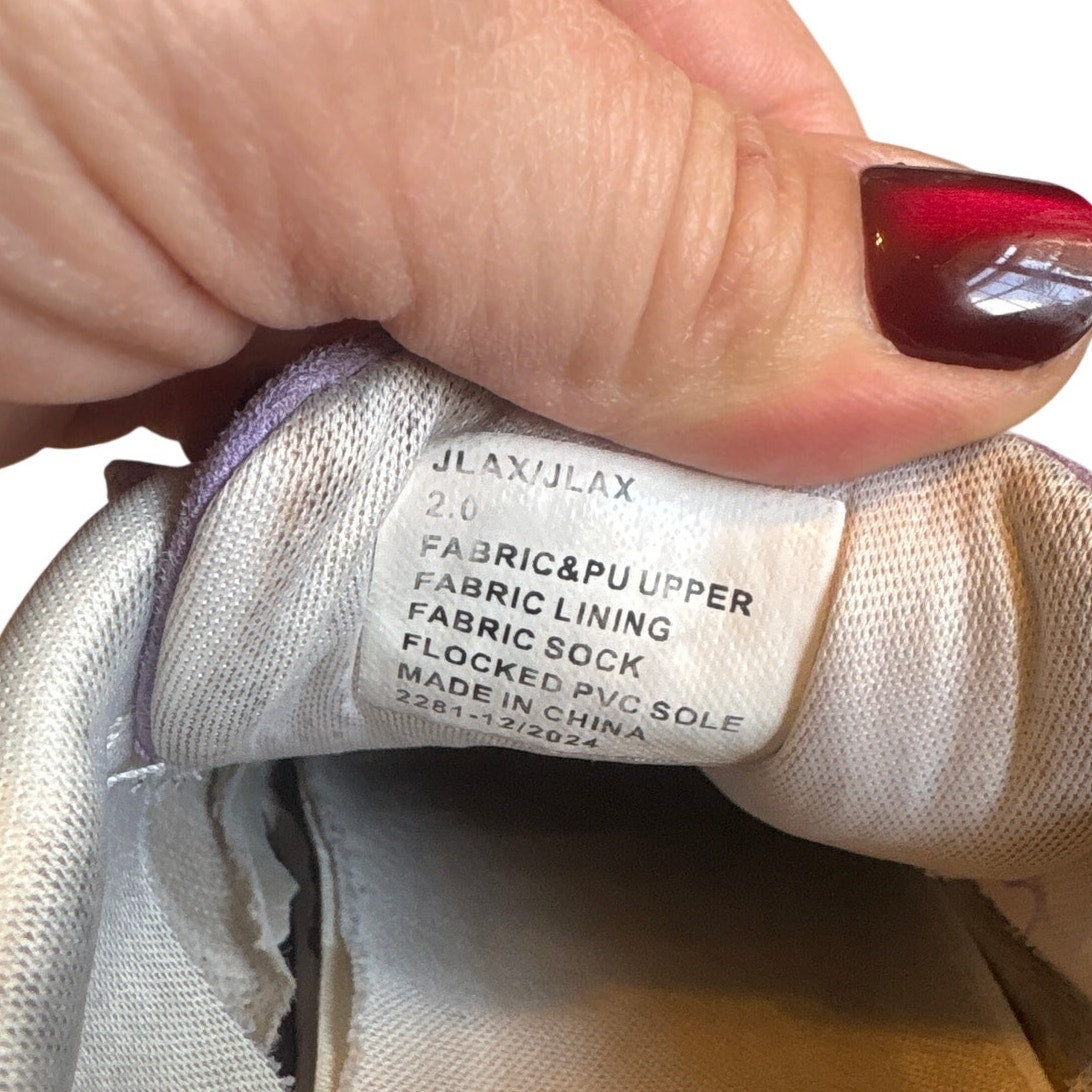 JLAX/JLAX
2.0
FABRIC&PU UPPER
FABRIC LINING
FABRIC SOCK
FLOCKED PVC SOLE
MADE IN CHINA
2281-12/2024